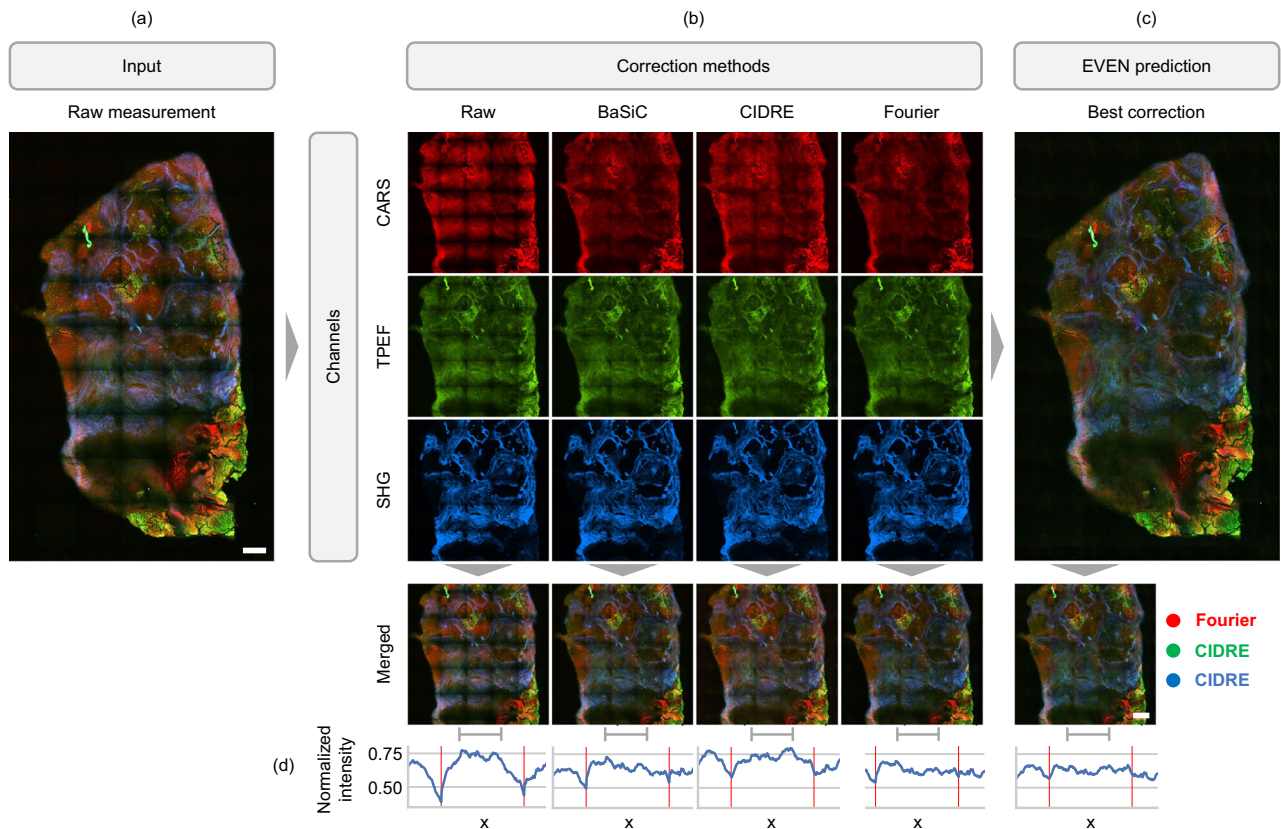 (a)
(b)
(c)
Input
Correction methods
EVEN prediction
Raw measurement
Raw
BaSiC
CIDRE
Fourier
Best correction
Channels
CARS
TPEF
SHG
Merged
Fourier
CIDRE
CIDRE
(d)
Normalized
intensity
0.75
0.50
x
x
x
x
x